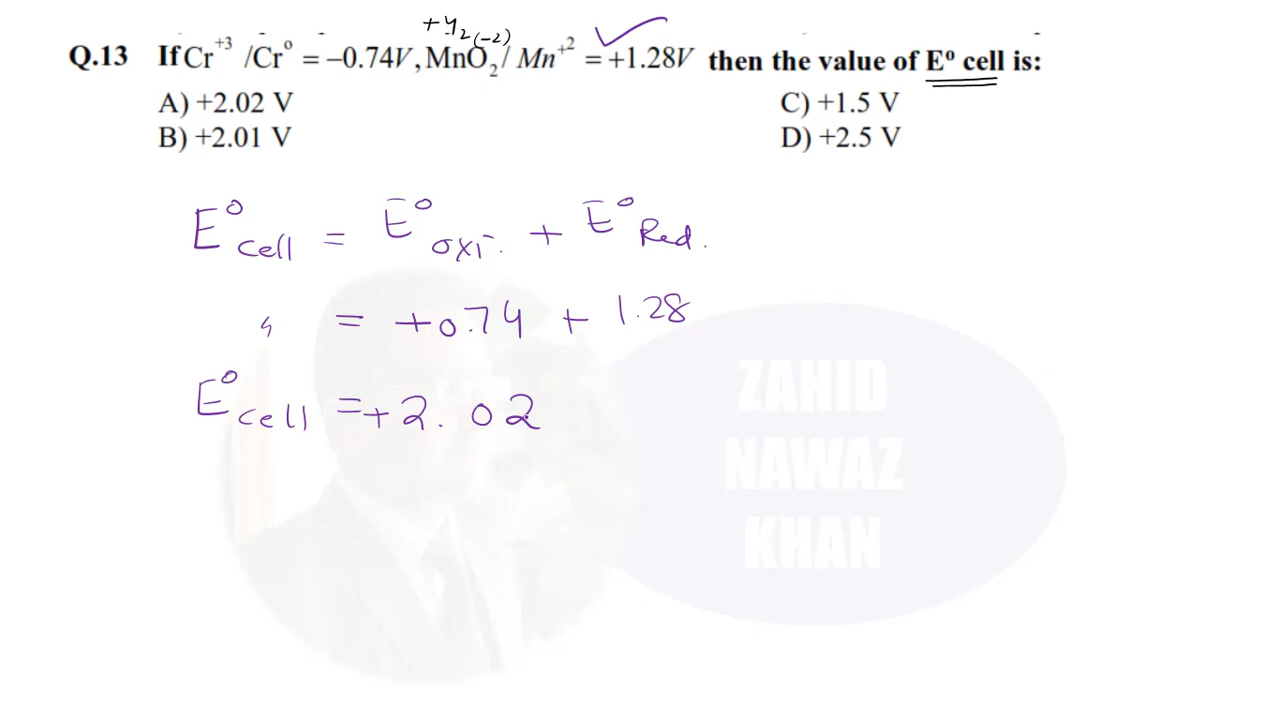 +4 2(-2)
Q.13 If Cr⁺³ /Cr° = −0.74V, MnO₂/ Mn⁺² = +1.28V then the value of E° cell is:
A) +2.02 V C) +1.5 V
B) +2.01 V D) +2.5 V
E° cell = E° oxi. + E° Red.
〃 = +0.74 + 1.28
E° cell = +2.02
ZAHID
NAWAZ
KHAN